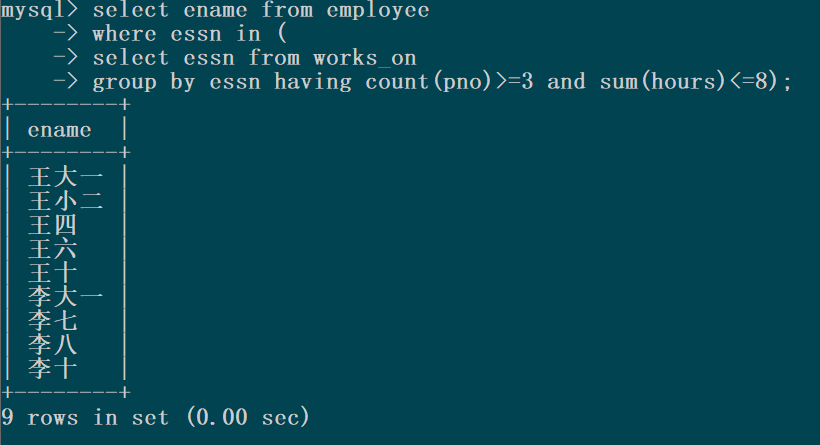 mysql> select ename from employee
    -> where essn in (
    -> select essn from works_on
    -> group by essn having count(pno)>=3 and sum(hours)<=8);
+--------+
| ename  |
+--------+
| 王大一 |
| 王小二 |
| 王四   |
| 王六   |
| 王十   |
| 李大一 |
| 李七   |
| 李八   |
| 李十   |
+--------+
9 rows in set (0.00 sec)